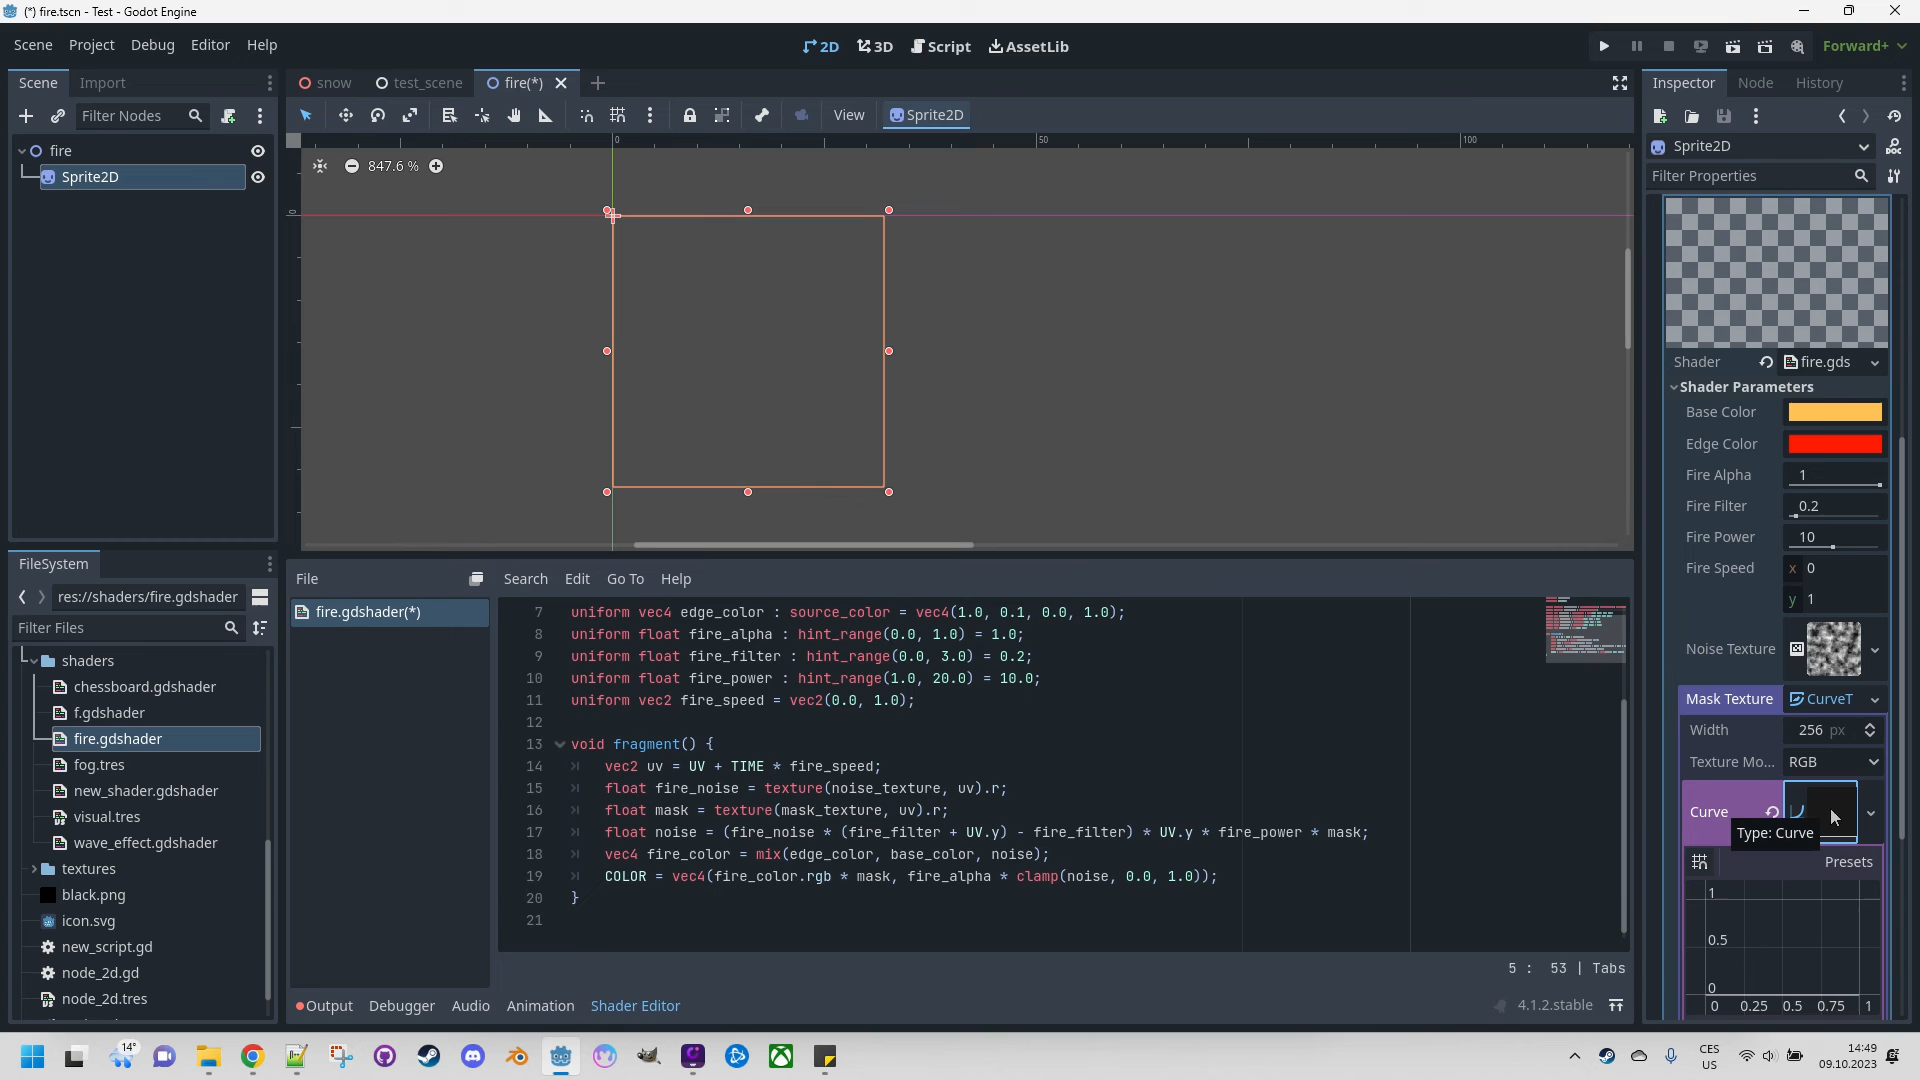 (*) fire.tscn - Test - Godot Engine
Scene Project Debug Editor Help
2D 3D Script AssetLib
Forward+
Scene Import
snow test_scene fire(*)
Inspector Node History
Filter Nodes
View Sprite2D
fire
Sprite2D
0 50 100
847.6 %
0
Sprite2D
Filter Properties
Shader fire.gds
Shader Parameters
Base Color
Edge Color
Fire Alpha 1
Fire Filter 0.2
Fire Power 10
Fire Speed x 0
y 1
Noise Texture
Mask Texture CurveT
Width 256 px
Texture Mo... RGB
Curve
Type: Curve
Presets
1
0.5
0
0 0.25 0.5 0.75 1
FileSystem
res://shaders/fire.gdshader
Filter Files
shaders
chessboard.gdshader
f.gdshader
fire.gdshader
fog.tres
new_shader.gdshader
visual.tres
wave_effect.gdshader
textures
black.png
icon.svg
new_script.gd
node_2d.gd
node_2d.tres
File Search Edit Go To Help
fire.gdshader(*)
7 uniform vec4 edge_color : source_color = vec4(1.0, 0.1, 0.0, 1.0);
8 uniform float fire_alpha : hint_range(0.0, 1.0) = 1.0;
9 uniform float fire_filter : hint_range(0.0, 3.0) = 0.2;
10 uniform float fire_power : hint_range(1.0, 20.0) = 10.0;
11 uniform vec2 fire_speed = vec2(0.0, 1.0);
12
13 void fragment() {
14 vec2 uv = UV + TIME * fire_speed;
15 float fire_noise = texture(noise_texture, uv).r;
16 float mask = texture(mask_texture, uv).r;
17 float noise = (fire_noise * (fire_filter + UV.y) - fire_filter) * UV.y * fire_power * mask;
18 vec4 fire_color = mix(edge_color, base_color, noise);
19 COLOR = vec4(fire_color.rgb * mask, fire_alpha * clamp(noise, 0.0, 1.0));
20 }
21
5 : 53 | Tabs
Output Debugger Audio Animation Shader Editor
4.1.2.stable
14°
CES
US
14:49
09.10.2023